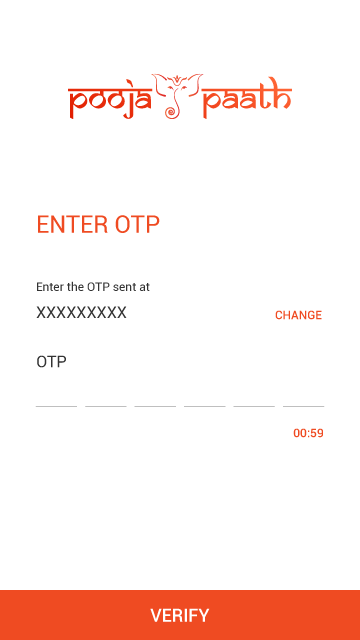 pooja paath
ENTER OTP
Enter the OTP sent at
XXXXXXXXX
CHANGE
OTP
00:59
VERIFY